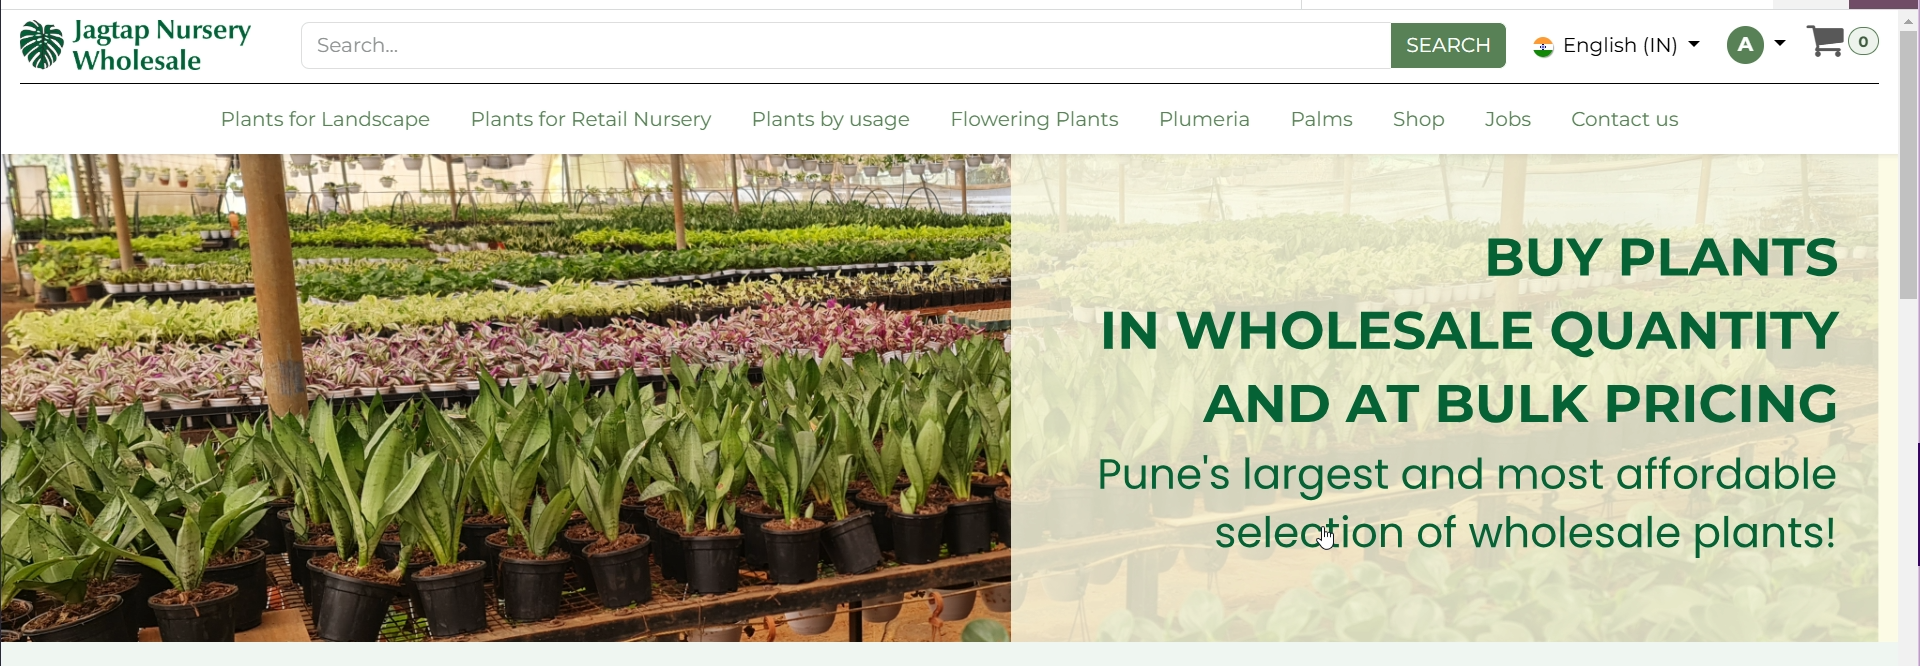 Jagtap Nursery
Wholesale
Search...
SEARCH
English (IN)
A
0
Plants for Landscape
Plants for Retail Nursery
Plants by usage
Flowering Plants
Plumeria
Palms
Shop
Jobs
Contact us
BUY PLANTS
IN WHOLESALE QUANTITY
AND AT BULK PRICING
Pune's largest and most affordable
selection of wholesale plants!